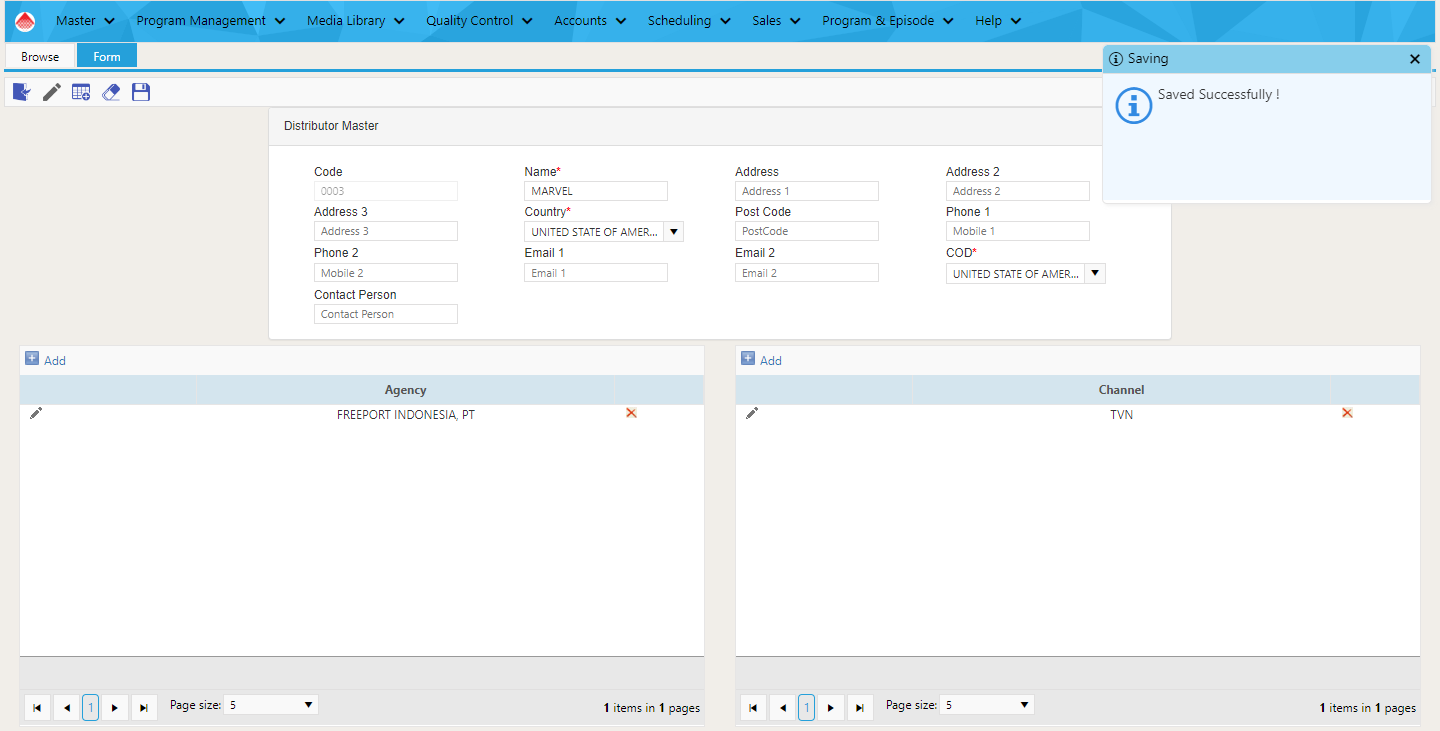 Master Program Management Media Library Quality Control Accounts Scheduling Sales Program & Episode Help
Browse Form
Saving
Saved Successfully !
Distributor Master
Code Name* Address Address 2
0003 MARVEL Address 1 Address 2
Address 3 Country* Post Code Phone 1
Address 3 UNITED STATE OF AMER... PostCode Mobile 1
Phone 2 Email 1 Email 2 COD*
Mobile 2 Email 1 Email 2 UNITED STATE OF AMER...
Contact Person
Contact Person
Add Add
Agency Channel
FREEPORT INDONESIA, PT TVN
1 Page size: 5 1 items in 1 pages 1 Page size: 5 1 items in 1 pages